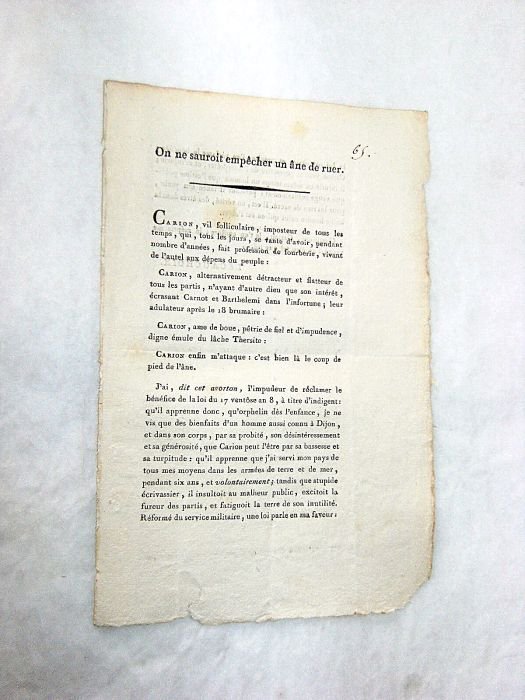 65.
On ne sauroit empêcher un âne de ruer.
CARION, vil folliculaire, imposteur de tous les
temps, qui, tous les jours, se vante d'avoir, pendant
nombre d'années, fait profession de fourberie, vivant
de l'autel aux dépens du peuple :
CARION, alternativement détracteur et flatteur de
tous les partis, n'ayant d'autre dieu que son intérêt,
écrasant Carnot et Barthelemi dans l'infortune ; leur
adulateur après le 18 brumaire :
CARION, ame de boue, pétrie de fiel et d'impudence,
digne émule du lâche Thersite :
CARION enfin m'attaque : c'est bien là le coup de
pied de l'âne.
J'ai, dit cet avorton, l'impudeur de réclamer le
bénéfice de la loi du 17 ventôse an 8, à titre d'indigent :
qu'il apprenne donc, qu'orphelin dès l'enfance, je ne
vis que des bienfaits d'un homme aussi connu à Dijon,
et dans son corps, par sa probité, son désintéressement
et sa générosité, que Carion peut l'être par sa bassesse et
sa turpitude : qu'il apprenne que j'ai servi mon pays de
tous mes moyens dans les armées de terre et de mer,
pendant six ans, et volontairement ; tandis que stupide
écrivassier, il insultoit au malheur public, excitoit la
fureur des partis, et fatiguoit la terre de son inutilité.
Réformé du service militaire, une loi parle en ma faveur :